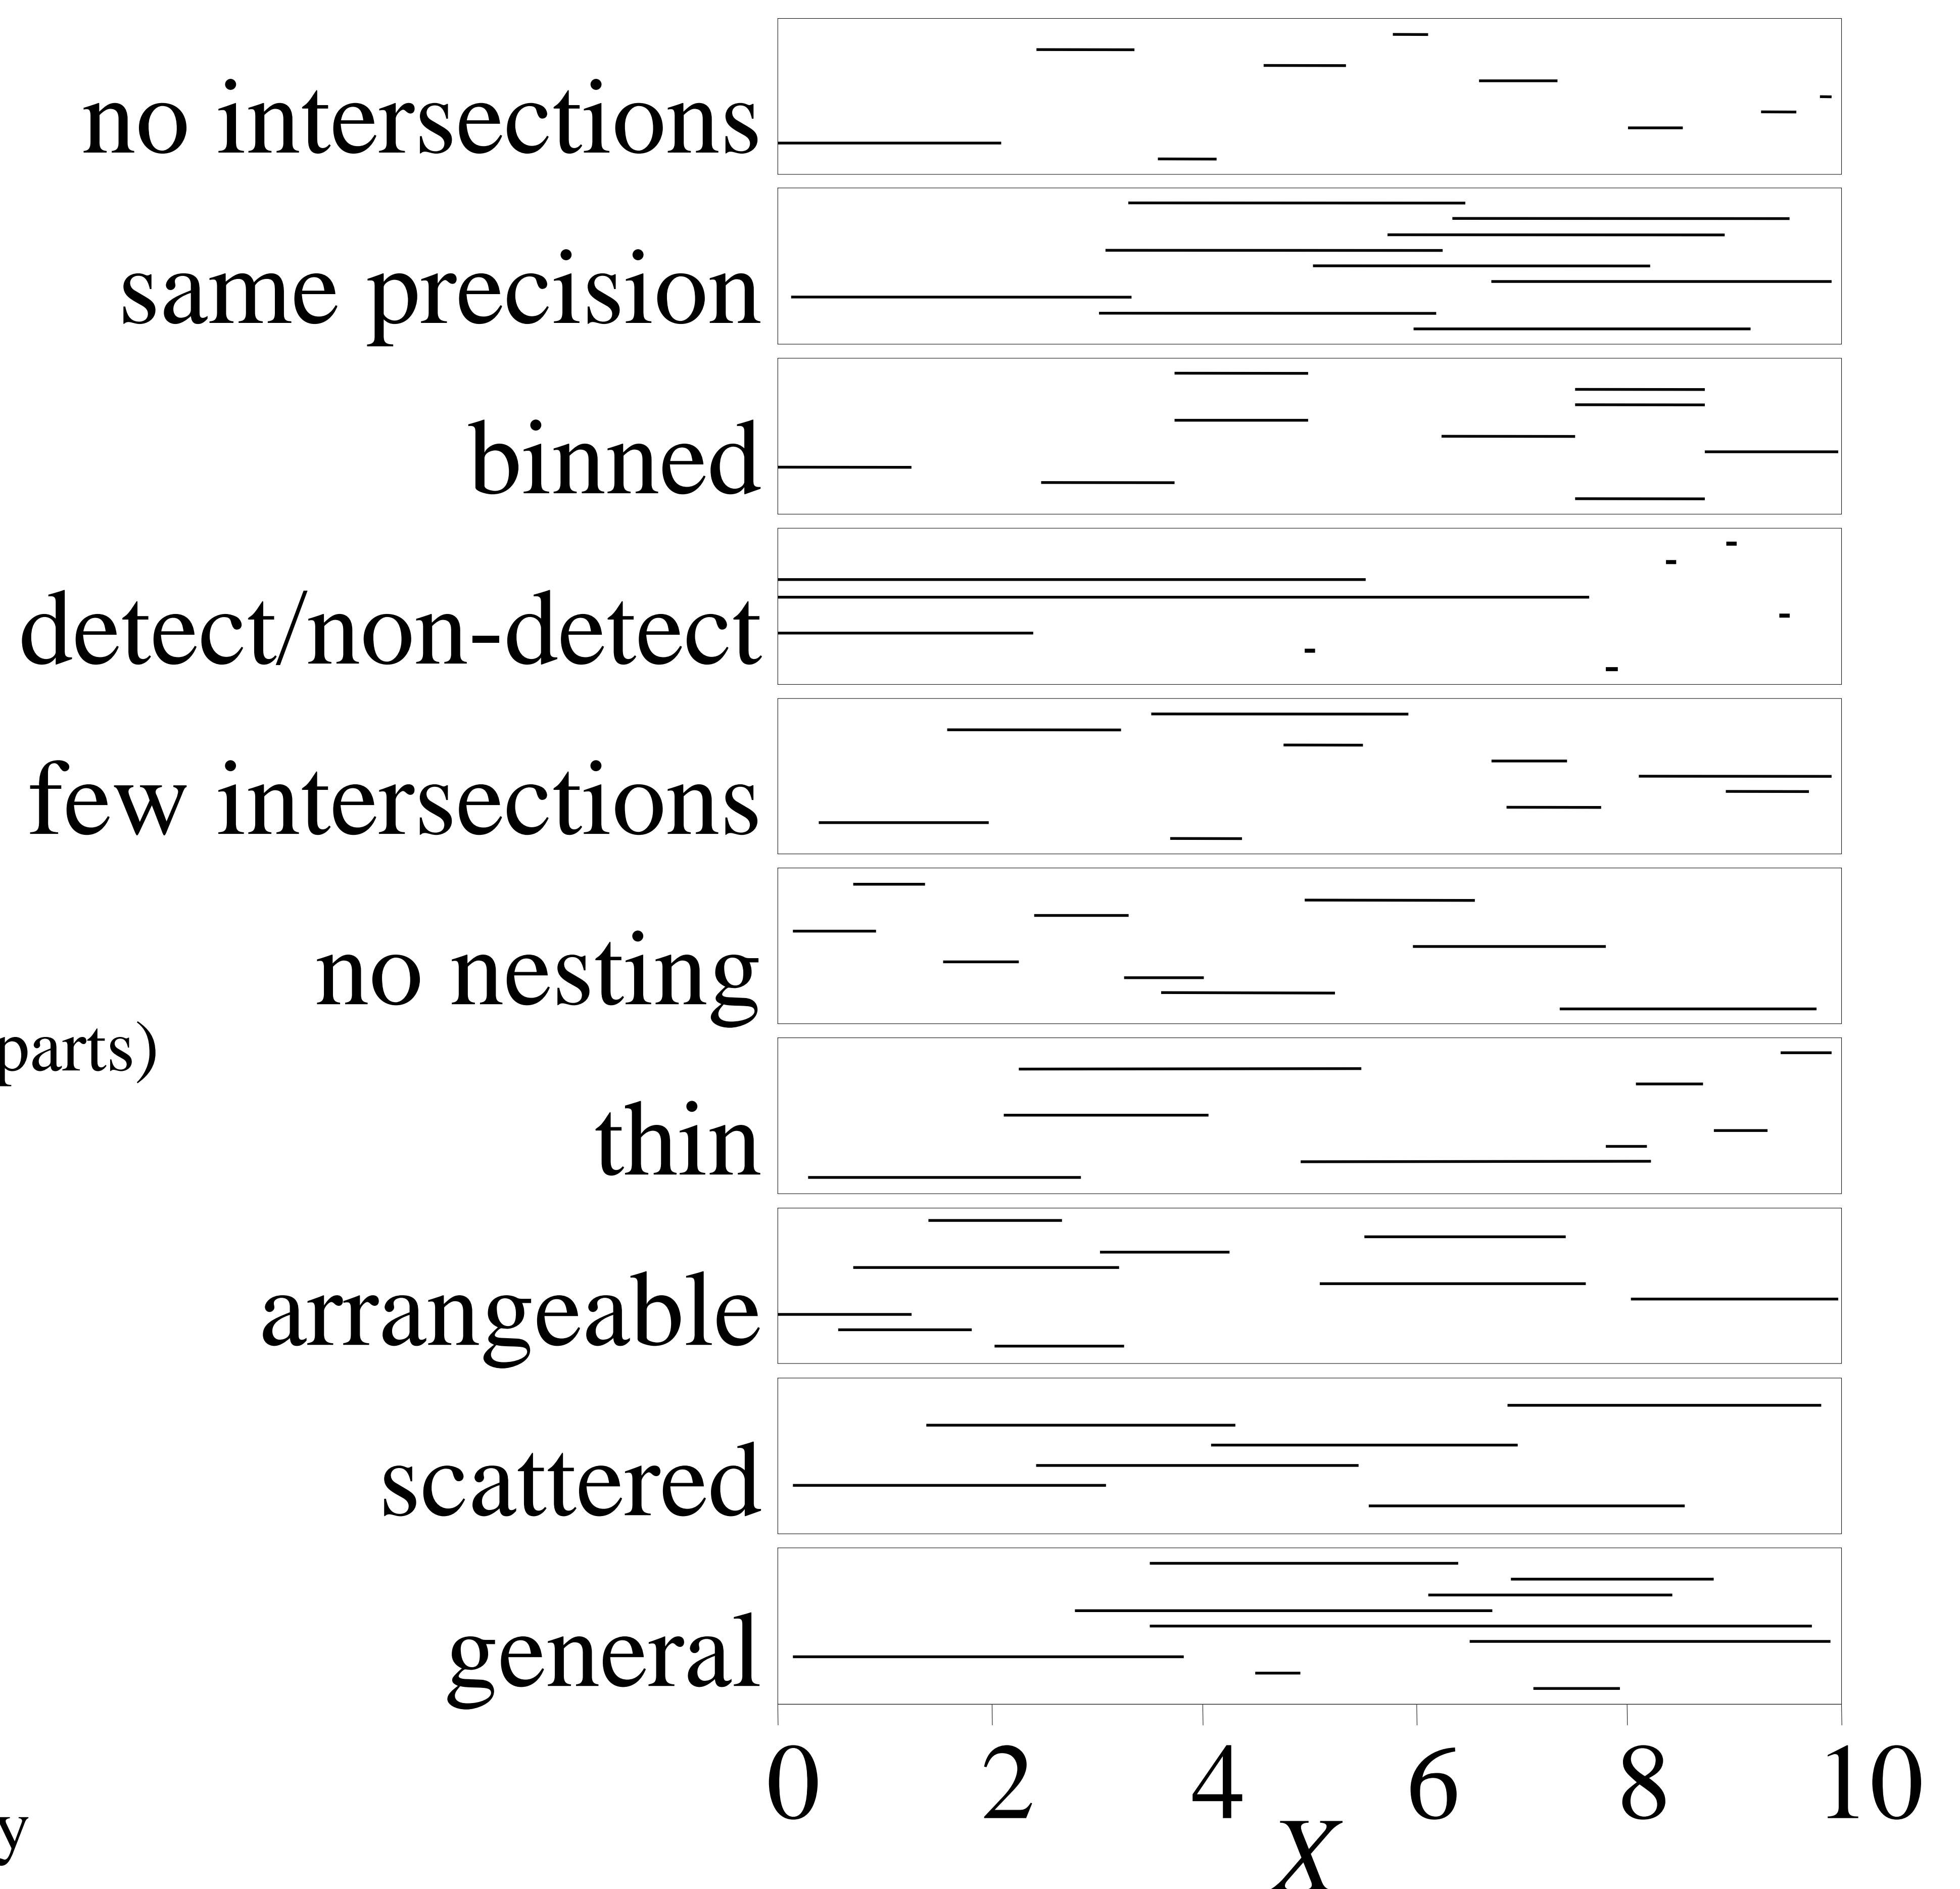 no intersections
same precision
binned
detect/non-detect
few intersections
no nesting
parts)
thin
arrangeable
scattered
general
0 2 4 6 8 10
y
X